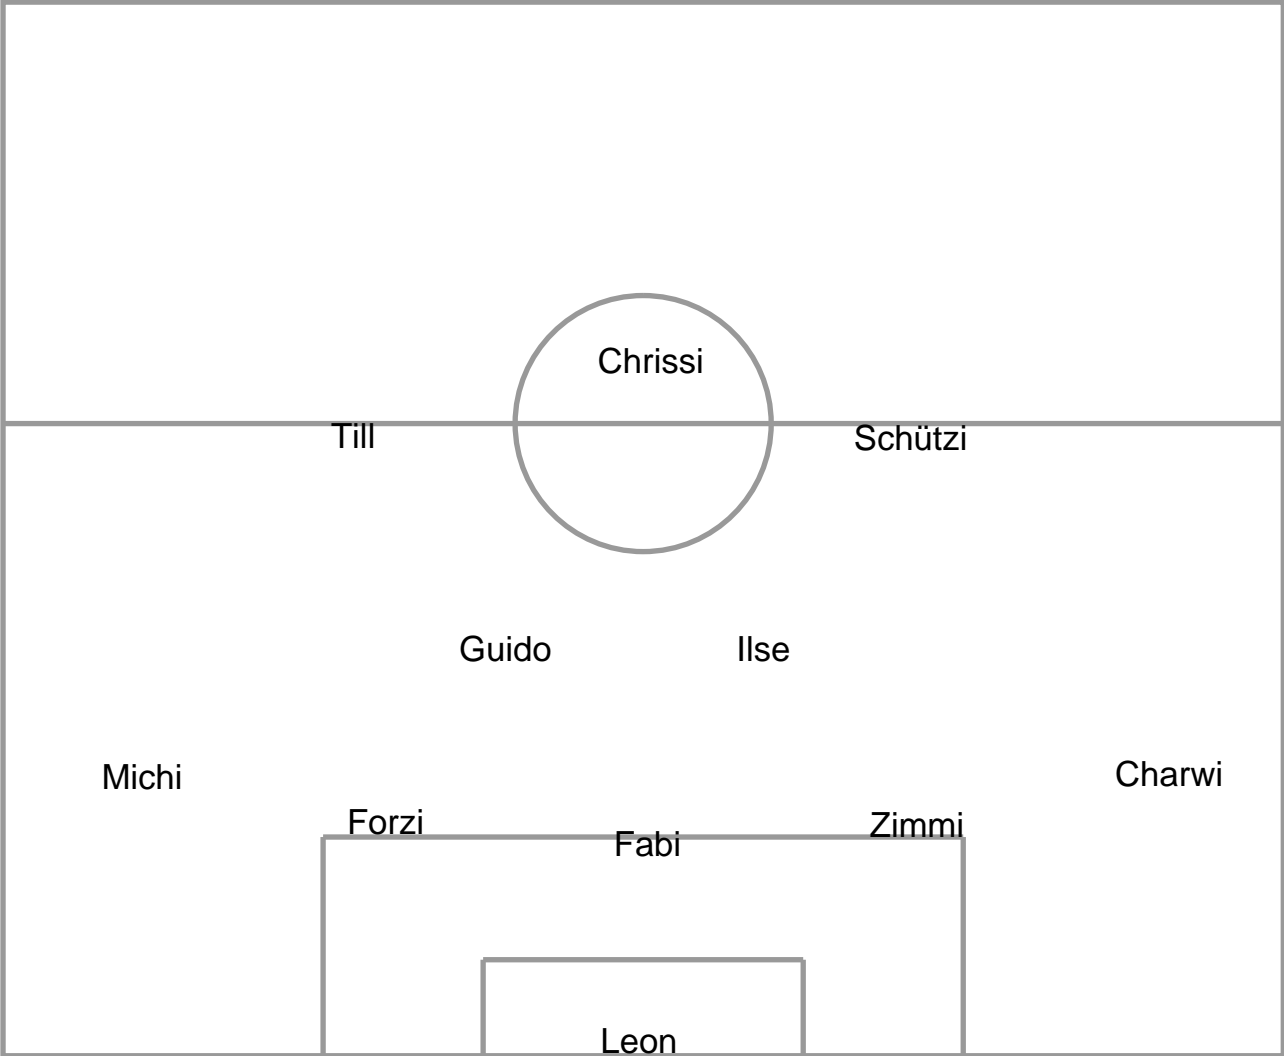 Chrissi
Till
Schützi
Guido
Ilse
Michi
Charwi
Forzi
Zimmi
Fabi
Leon